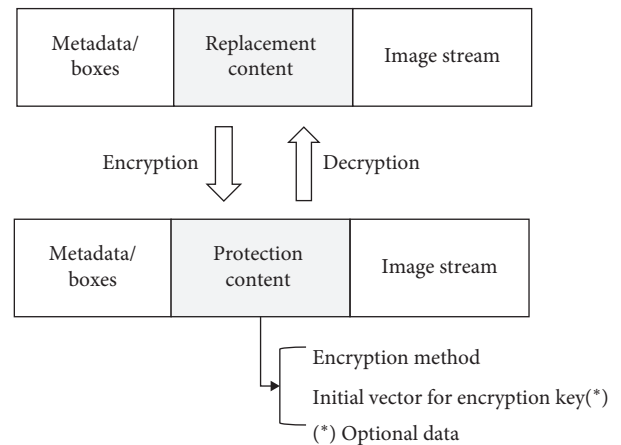 Metadata/
boxes
Replacement
content
Image stream
Encryption
Decryption
Metadata/
boxes
Protection
content
Image stream
Encryption method
Initial vector for encryption key(*)
(*) Optional data